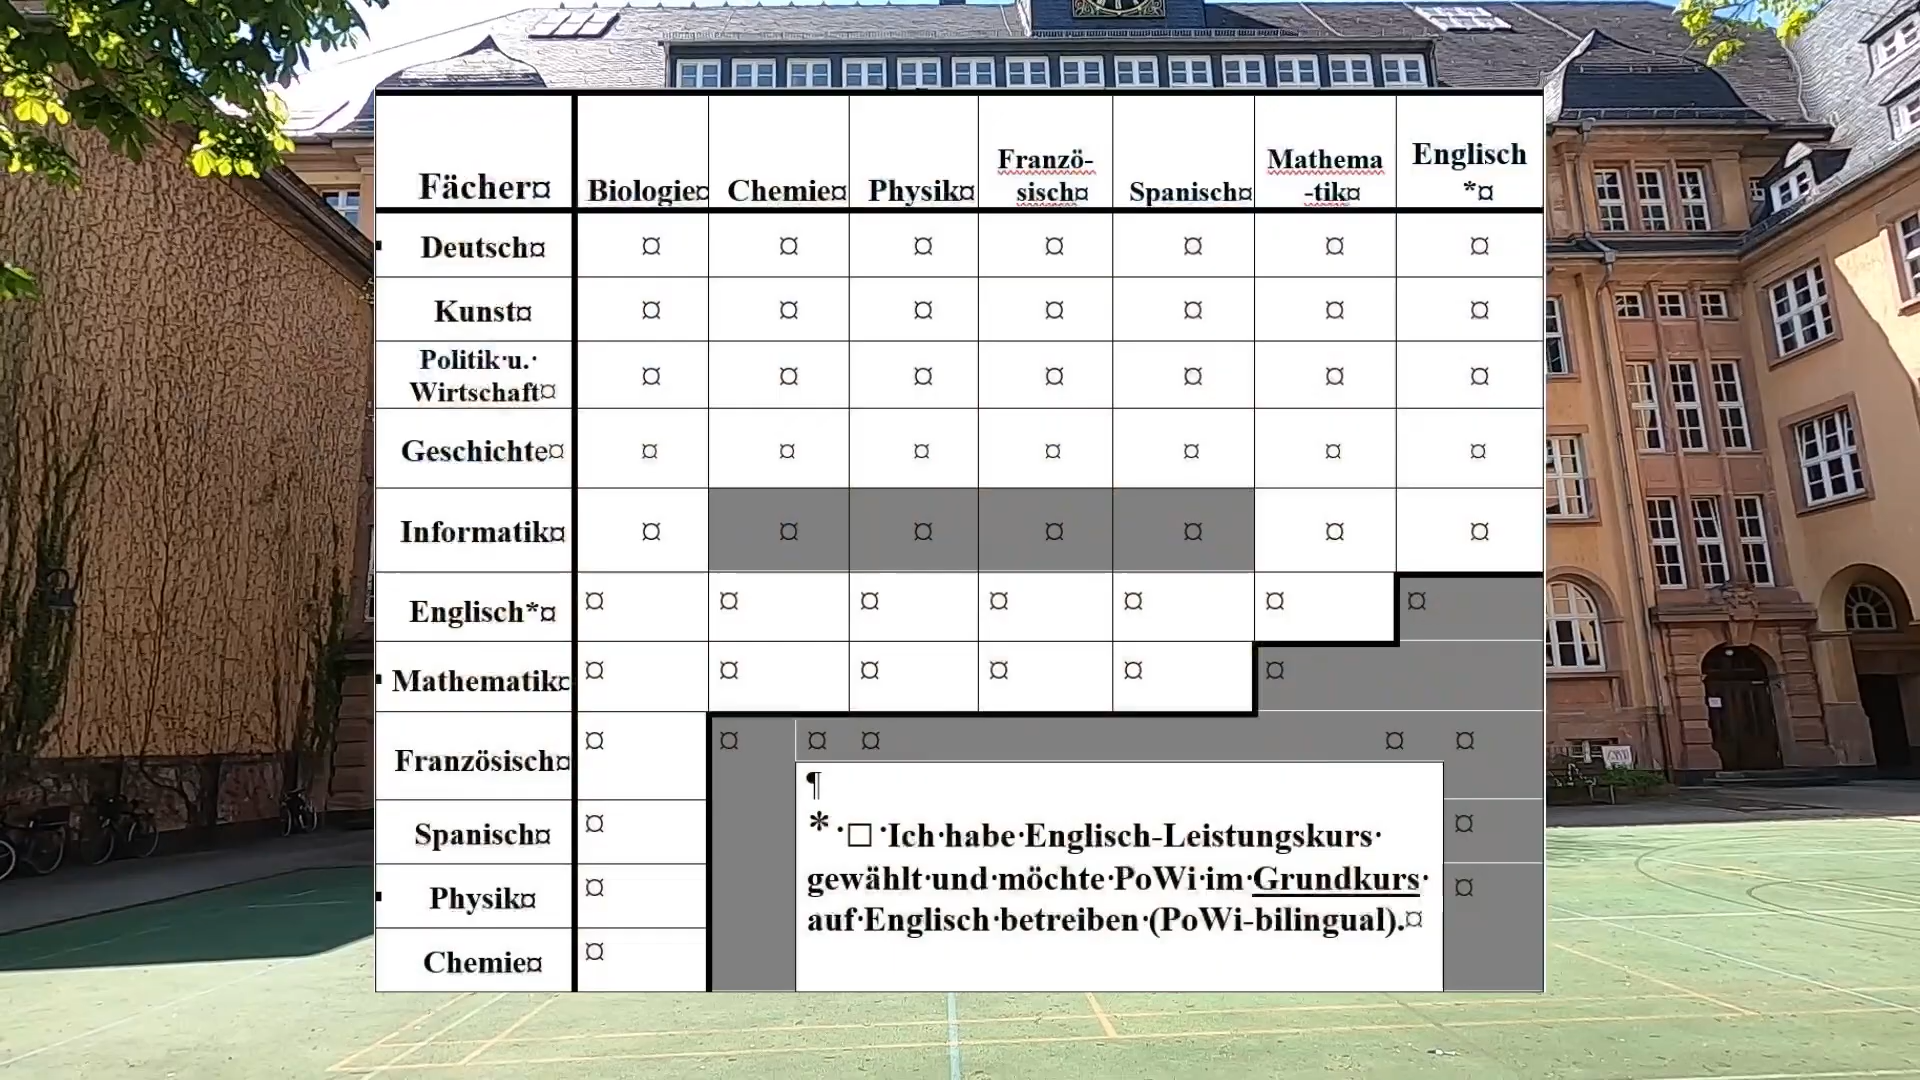 Fächer¤ Biologie¤ Chemie¤ Physik¤ Franzö-sisch¤ Spanisch¤ Mathema-tik¤ Englisch*¤
Deutsch¤ ¤ ¤ ¤ ¤ ¤ ¤ ¤
Kunst¤ ¤ ¤ ¤ ¤ ¤ ¤ ¤
Politik·u.·
Wirtschaft¤ ¤ ¤ ¤ ¤ ¤ ¤ ¤
Geschichte¤ ¤ ¤ ¤ ¤ ¤ ¤ ¤
Informatik¤ ¤ ¤ ¤ ¤ ¤ ¤ ¤
Englisch*¤ ¤ ¤ ¤ ¤ ¤ ¤ ¤
Mathematik¤ ¤ ¤ ¤ ¤ ¤ ¤
Französisch¤ ¤ ¤ ¤ ¤ ¤ ¤
Spanisch¤ ¤ ¤
Physik¤ ¤ ¤
Chemie¤ ¤
¶
*·☐·Ich·habe·Englisch-Leistungskurs·
gewählt·und·möchte·PoWi·im·Grundkurs·
auf·Englisch·betreiben·(PoWi-bilingual).¤